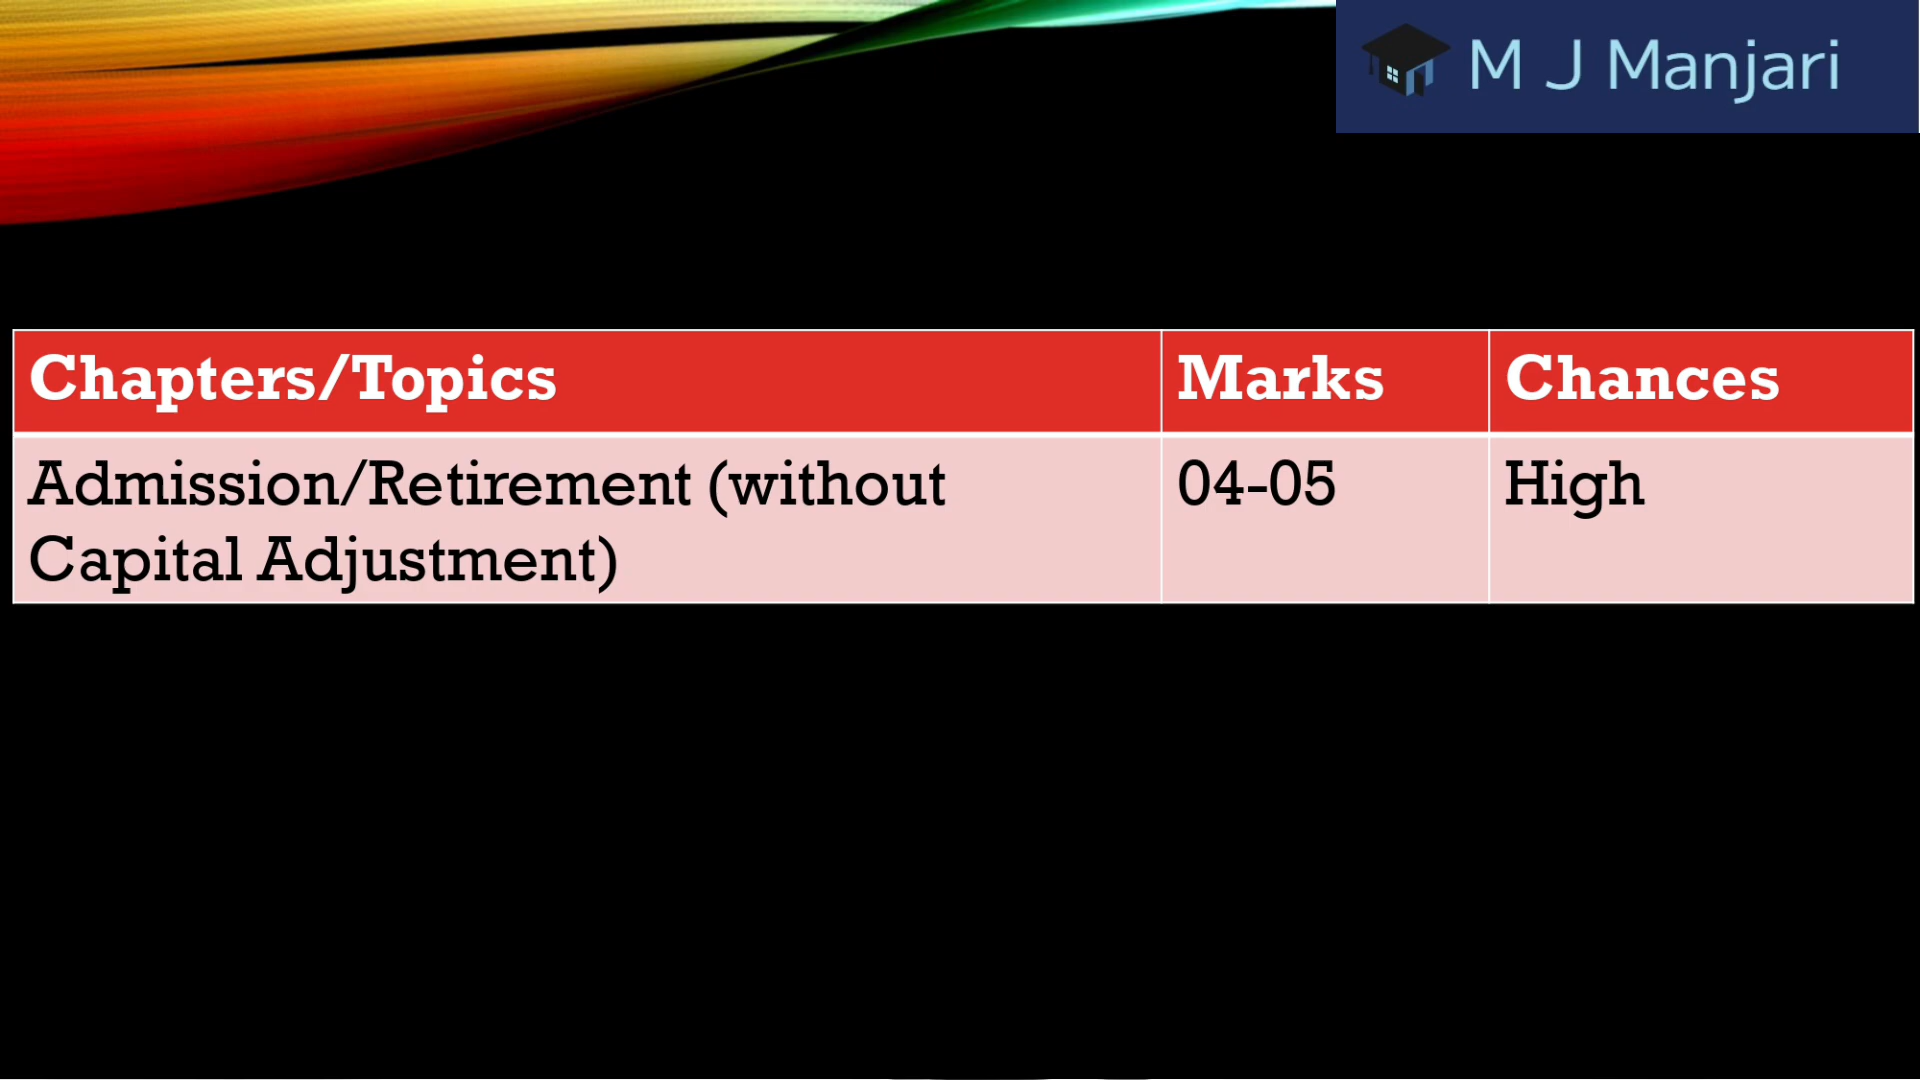 M J Manjari
Chapters/Topics Marks Chances
Admission/Retirement (without 04-05 High
Capital Adjustment)